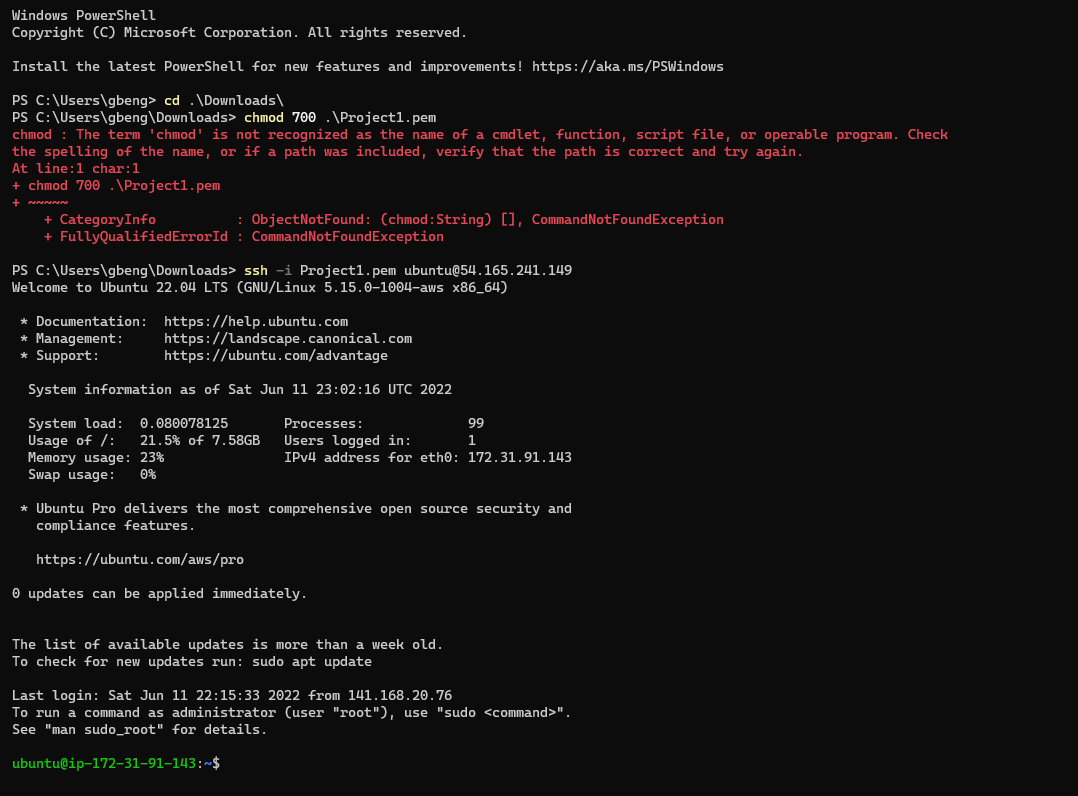 Windows PowerShell
Copyright (C) Microsoft Corporation. All rights reserved.
Install the latest PowerShell for new features and improvements! https://aka.ms/PSWindows
PS C:\Users\gbeng> cd .\Downloads\
PS C:\Users\gbeng\Downloads> chmod 700 .\Project1.pem
chmod : The term 'chmod' is not recognized as the name of a cmdlet, function, script file, or operable program. Check
the spelling of the name, or if a path was included, verify that the path is correct and try again.
At line:1 char:1
+ chmod 700 .\Project1.pem
+ ~~~~~
    + CategoryInfo          : ObjectNotFound: (chmod:String) [], CommandNotFoundException
    + FullyQualifiedErrorId : CommandNotFoundException
PS C:\Users\gbeng\Downloads> ssh -i Project1.pem ubuntu@54.165.241.149
Welcome to Ubuntu 22.04 LTS (GNU/Linux 5.15.0-1004-aws x86_64)
 * Documentation:  https://help.ubuntu.com
 * Management:     https://landscape.canonical.com
 * Support:        https://ubuntu.com/advantage
  System information as of Sat Jun 11 23:02:16 UTC 2022
  System load:  0.080078125       Processes:             99
  Usage of /:   21.5% of 7.58GB   Users logged in:       1
  Memory usage: 23%               IPv4 address for eth0: 172.31.91.143
  Swap usage:   0%
 * Ubuntu Pro delivers the most comprehensive open source security and
   compliance features.
   https://ubuntu.com/aws/pro
0 updates can be applied immediately.
The list of available updates is more than a week old.
To check for new updates run: sudo apt update
Last login: Sat Jun 11 22:15:33 2022 from 141.168.20.76
To run a command as administrator (user "root"), use "sudo <command>".
See "man sudo_root" for details.
ubuntu@ip-172-31-91-143:~$